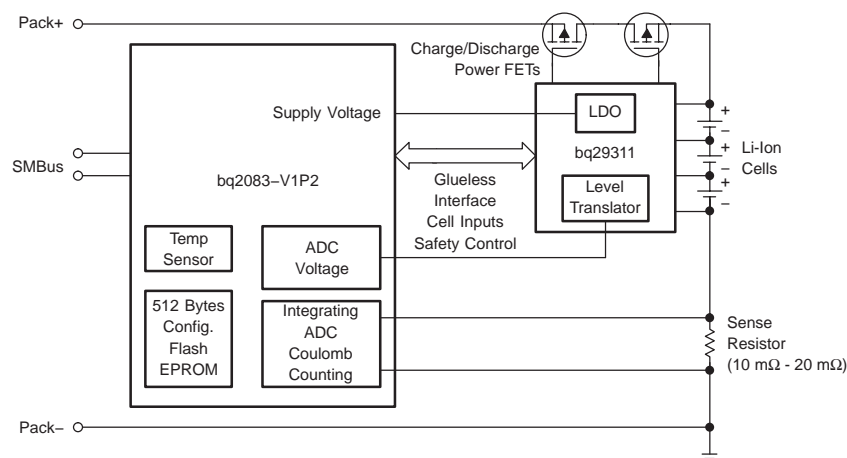 Pack+
Charge/Discharge
Power FETs
Supply Voltage
LDO
bq29311
+
−
+
−
+
−
Li-Ion
Cells
SMBus
bq2083−V1P2
Glueless
Interface
Cell Inputs
Safety Control
Level
Translator
Temp
Sensor
ADC
Voltage
512 Bytes
Config.
Flash
EPROM
Integrating
ADC
Coulomb
Counting
Sense
Resistor
(10 mΩ - 20 mΩ)
Pack−